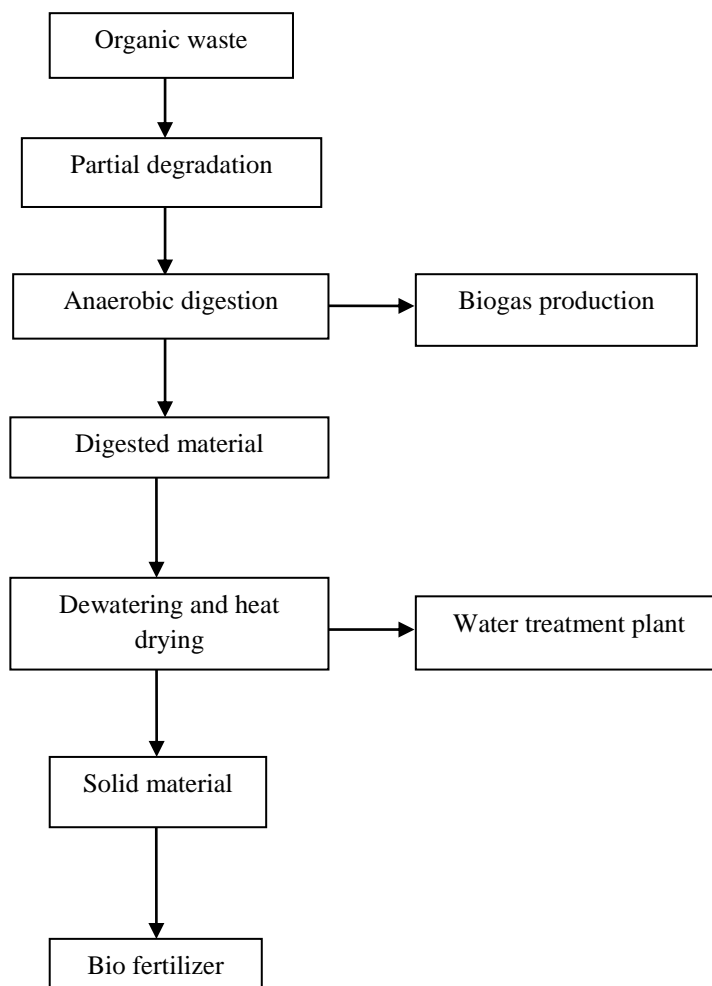 Organic waste
Partial degradation
Anaerobic digestion
Biogas production
Digested material
Dewatering and heat
drying
Water treatment plant
Solid material
Bio fertilizer